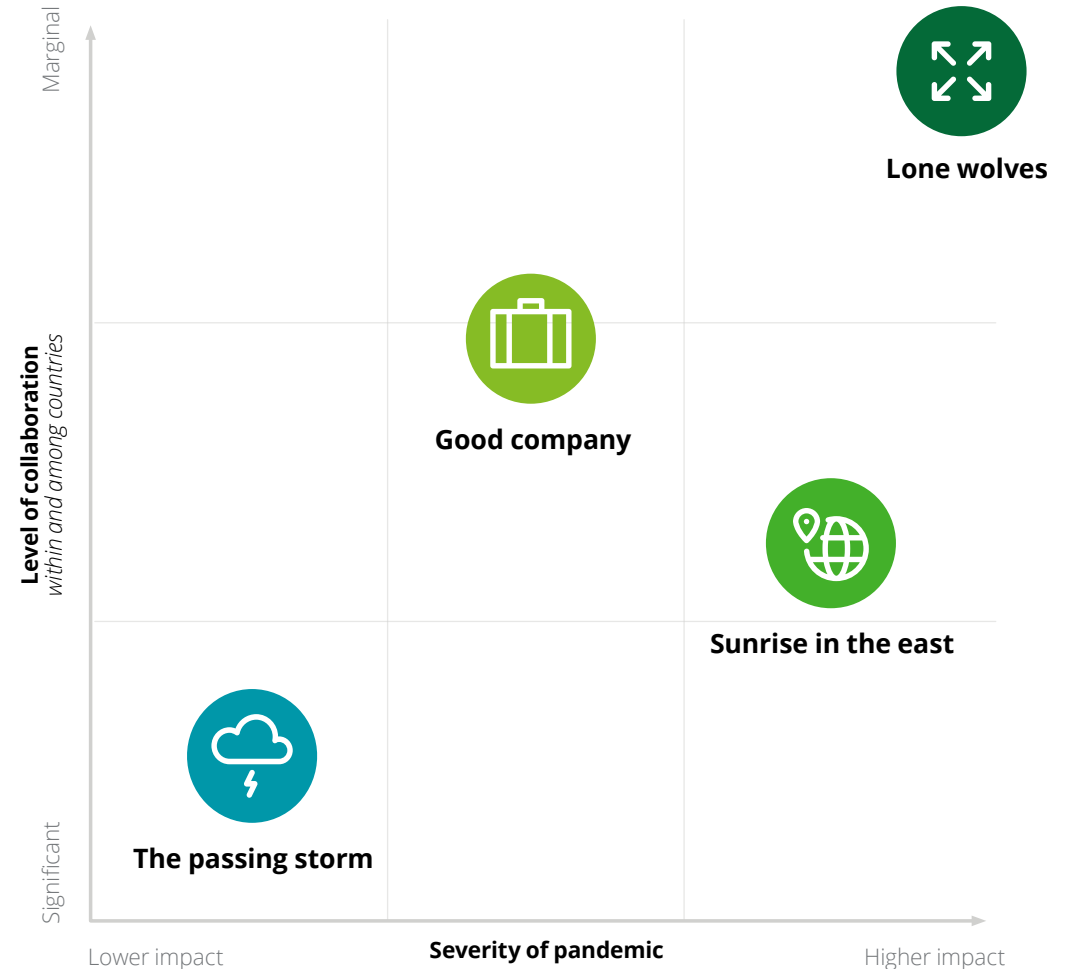 Marginal
Lone wolves
Level of collaboration
within and among countries
Good company
Sunrise in the east
The passing storm
Significant
Lower impact
Severity of pandemic
Higher impact